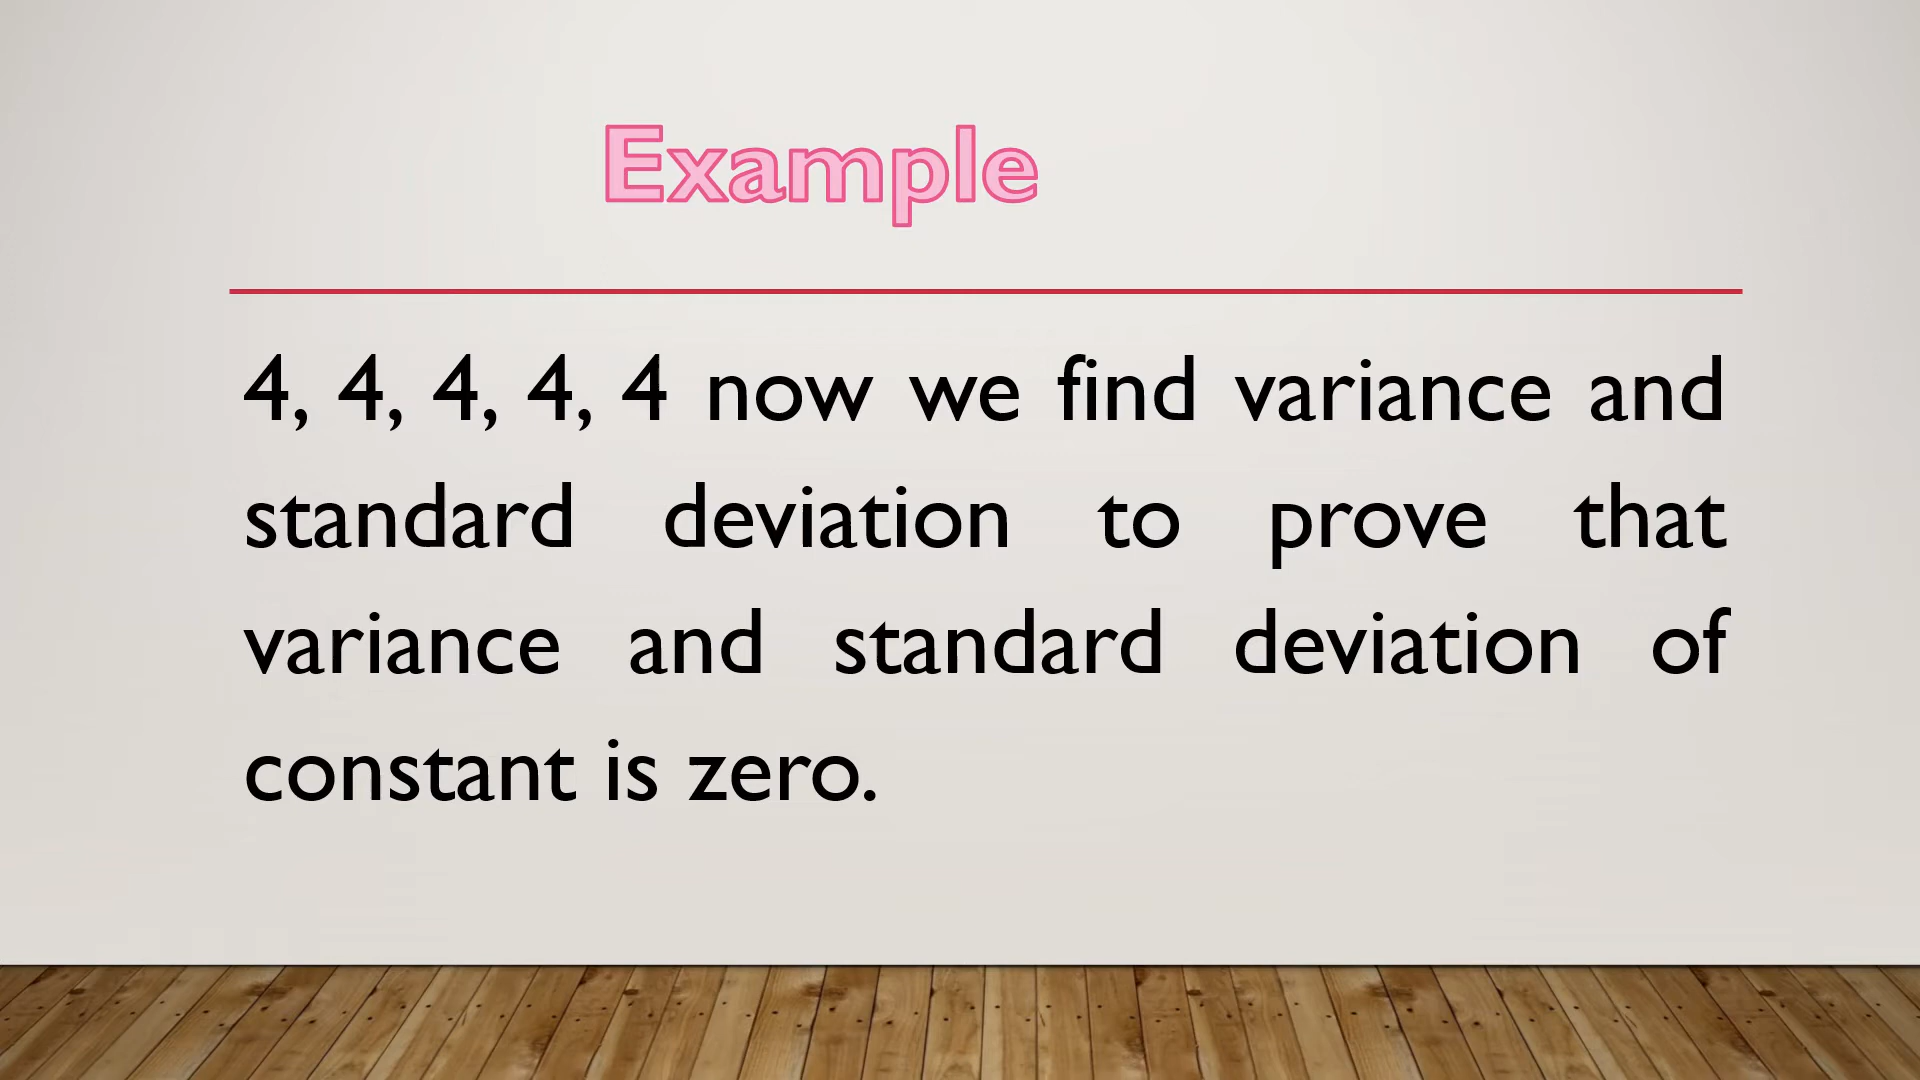 Example
4, 4, 4, 4, 4 now we find variance and
standard deviation to prove that
variance and standard deviation of
constant is zero.